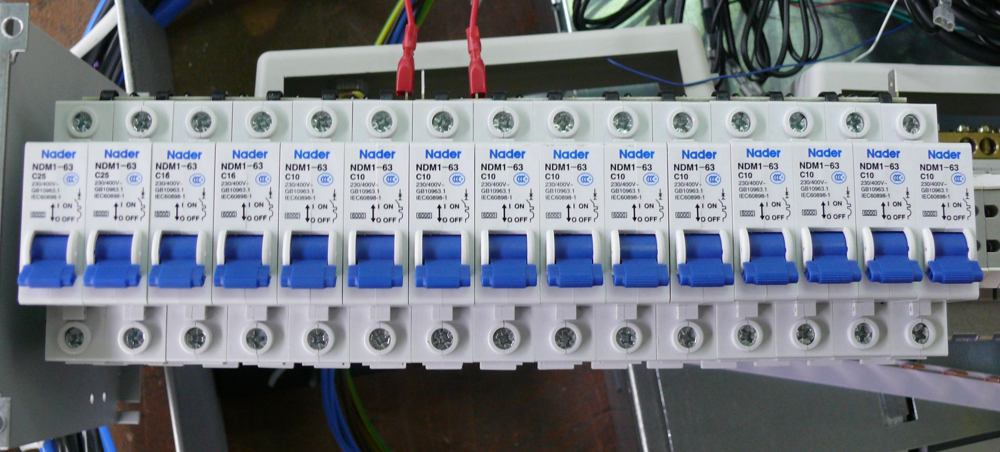 Nader
NDM1-63
C25
230/400V~
GB10963.1
IEC60898-1
I ON
6000
O OFF
Nader
NDM1-63
C25
230/400V~
GB10963.1
IEC60898-1
I ON
6000
O OFF
Nader
NDM1-63
C16
230/400V~
GB10963.1
IEC60898-1
I ON
6000
O OFF
Nader
NDM1-63
C16
230/400V~
GB10963.1
IEC60898-1
I ON
6000
O OFF
Nader
NDM1-63
C10
230/400V~
GB10963.1
IEC60898-1
I ON
6000
O OFF
Nader
NDM1-63
C10
230/400V~
GB10963.1
IEC60898-1
I ON
6000
O OFF
Nader
NDM1-63
C10
230/400V~
GB10963.1
IEC60898-1
I ON
6000
O OFF
Nader
NDM1-63
C10
230/400V~
GB10963.1
IEC60898-1
I ON
6000
O OFF
Nader
NDM1-63
C10
230/400V~
GB10963.1
IEC60898-1
I ON
6000
O OFF
Nader
NDM1-63
C10
230/400V~
GB10963.1
IEC60898-1
I ON
6000
O OFF
Nader
NDM1-63
C10
230/400V~
GB10963.1
IEC60898-1
I ON
6000
O OFF
Nader
NDM1-63
C10
230/400V~
GB10963.1
IEC60898-1
I ON
6000
O OFF
Nader
NDM1-63
C10
230/400V~
GB10963.1
IEC60898-1
I ON
6000
O OFF
Nader
NDM1-63
C10
230/400V~
GB10963.1
IEC60898-1
I ON
6000
O OFF
Nader
NDM1-63
C10
230/400V~
GB10963.1
IEC60898-1
I ON
6000
O OFF